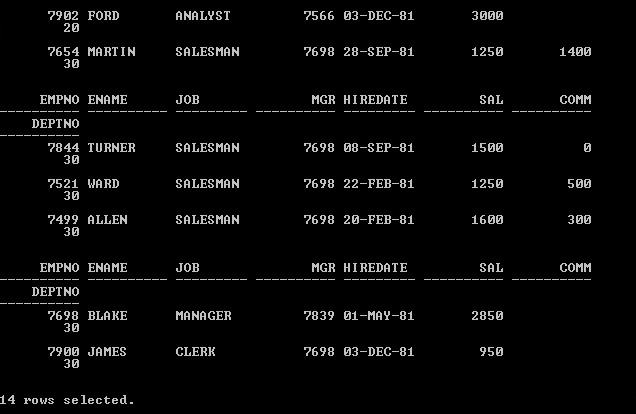 7902 FORD ANALYST 7566 03-DEC-81 3000
20
7654 MARTIN SALESMAN 7698 28-SEP-81 1250 1400
30
EMPNO ENAME JOB MGR HIREDATE SAL COMM
---------- ---------- --------- ---------- --------- ---------- ----------
DEPTNO
----------
7844 TURNER SALESMAN 7698 08-SEP-81 1500 0
30
7521 WARD SALESMAN 7698 22-FEB-81 1250 500
30
7499 ALLEN SALESMAN 7698 20-FEB-81 1600 300
30
EMPNO ENAME JOB MGR HIREDATE SAL COMM
---------- ---------- --------- ---------- --------- ---------- ----------
DEPTNO
----------
7698 BLAKE MANAGER 7839 01-MAY-81 2850
30
7900 JAMES CLERK 7698 03-DEC-81 950
30
14 rows selected.